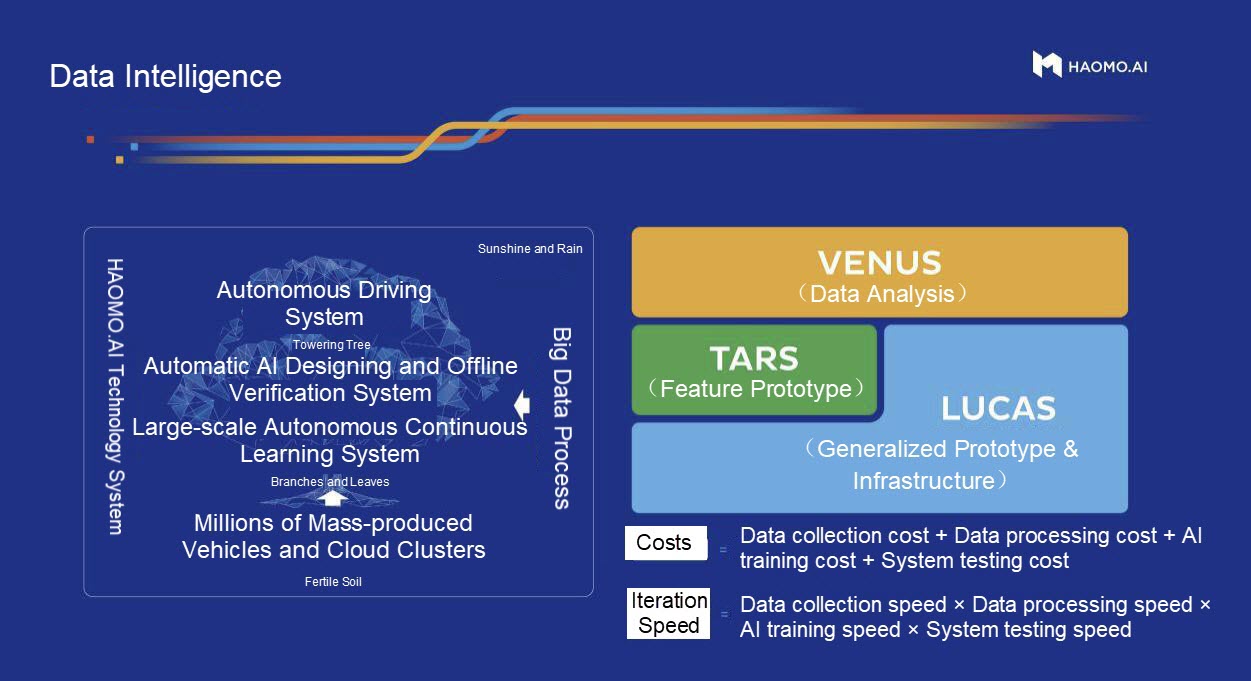 Data Intelligence
HAOMO.AI
HAOMO.AI Technology System
Sunshine and Rain
Autonomous Driving
System
Towering Tree
Automatic AI Designing and Offline
Verification System
Large-scale Autonomous Continuous
Learning System
Branches and Leaves
Millions of Mass-produced
Vehicles and Cloud Clusters
Fertile Soil
Big Data Process
VENUS
（Data Analysis）
TARS
（Feature Prototype）
LUCAS
（Generalized Prototype &
Infrastructure）
Costs = Data collection cost + Data processing cost + AI
training cost + System testing cost
Iteration
Speed = Data collection speed × Data processing speed ×
AI training speed × System testing speed